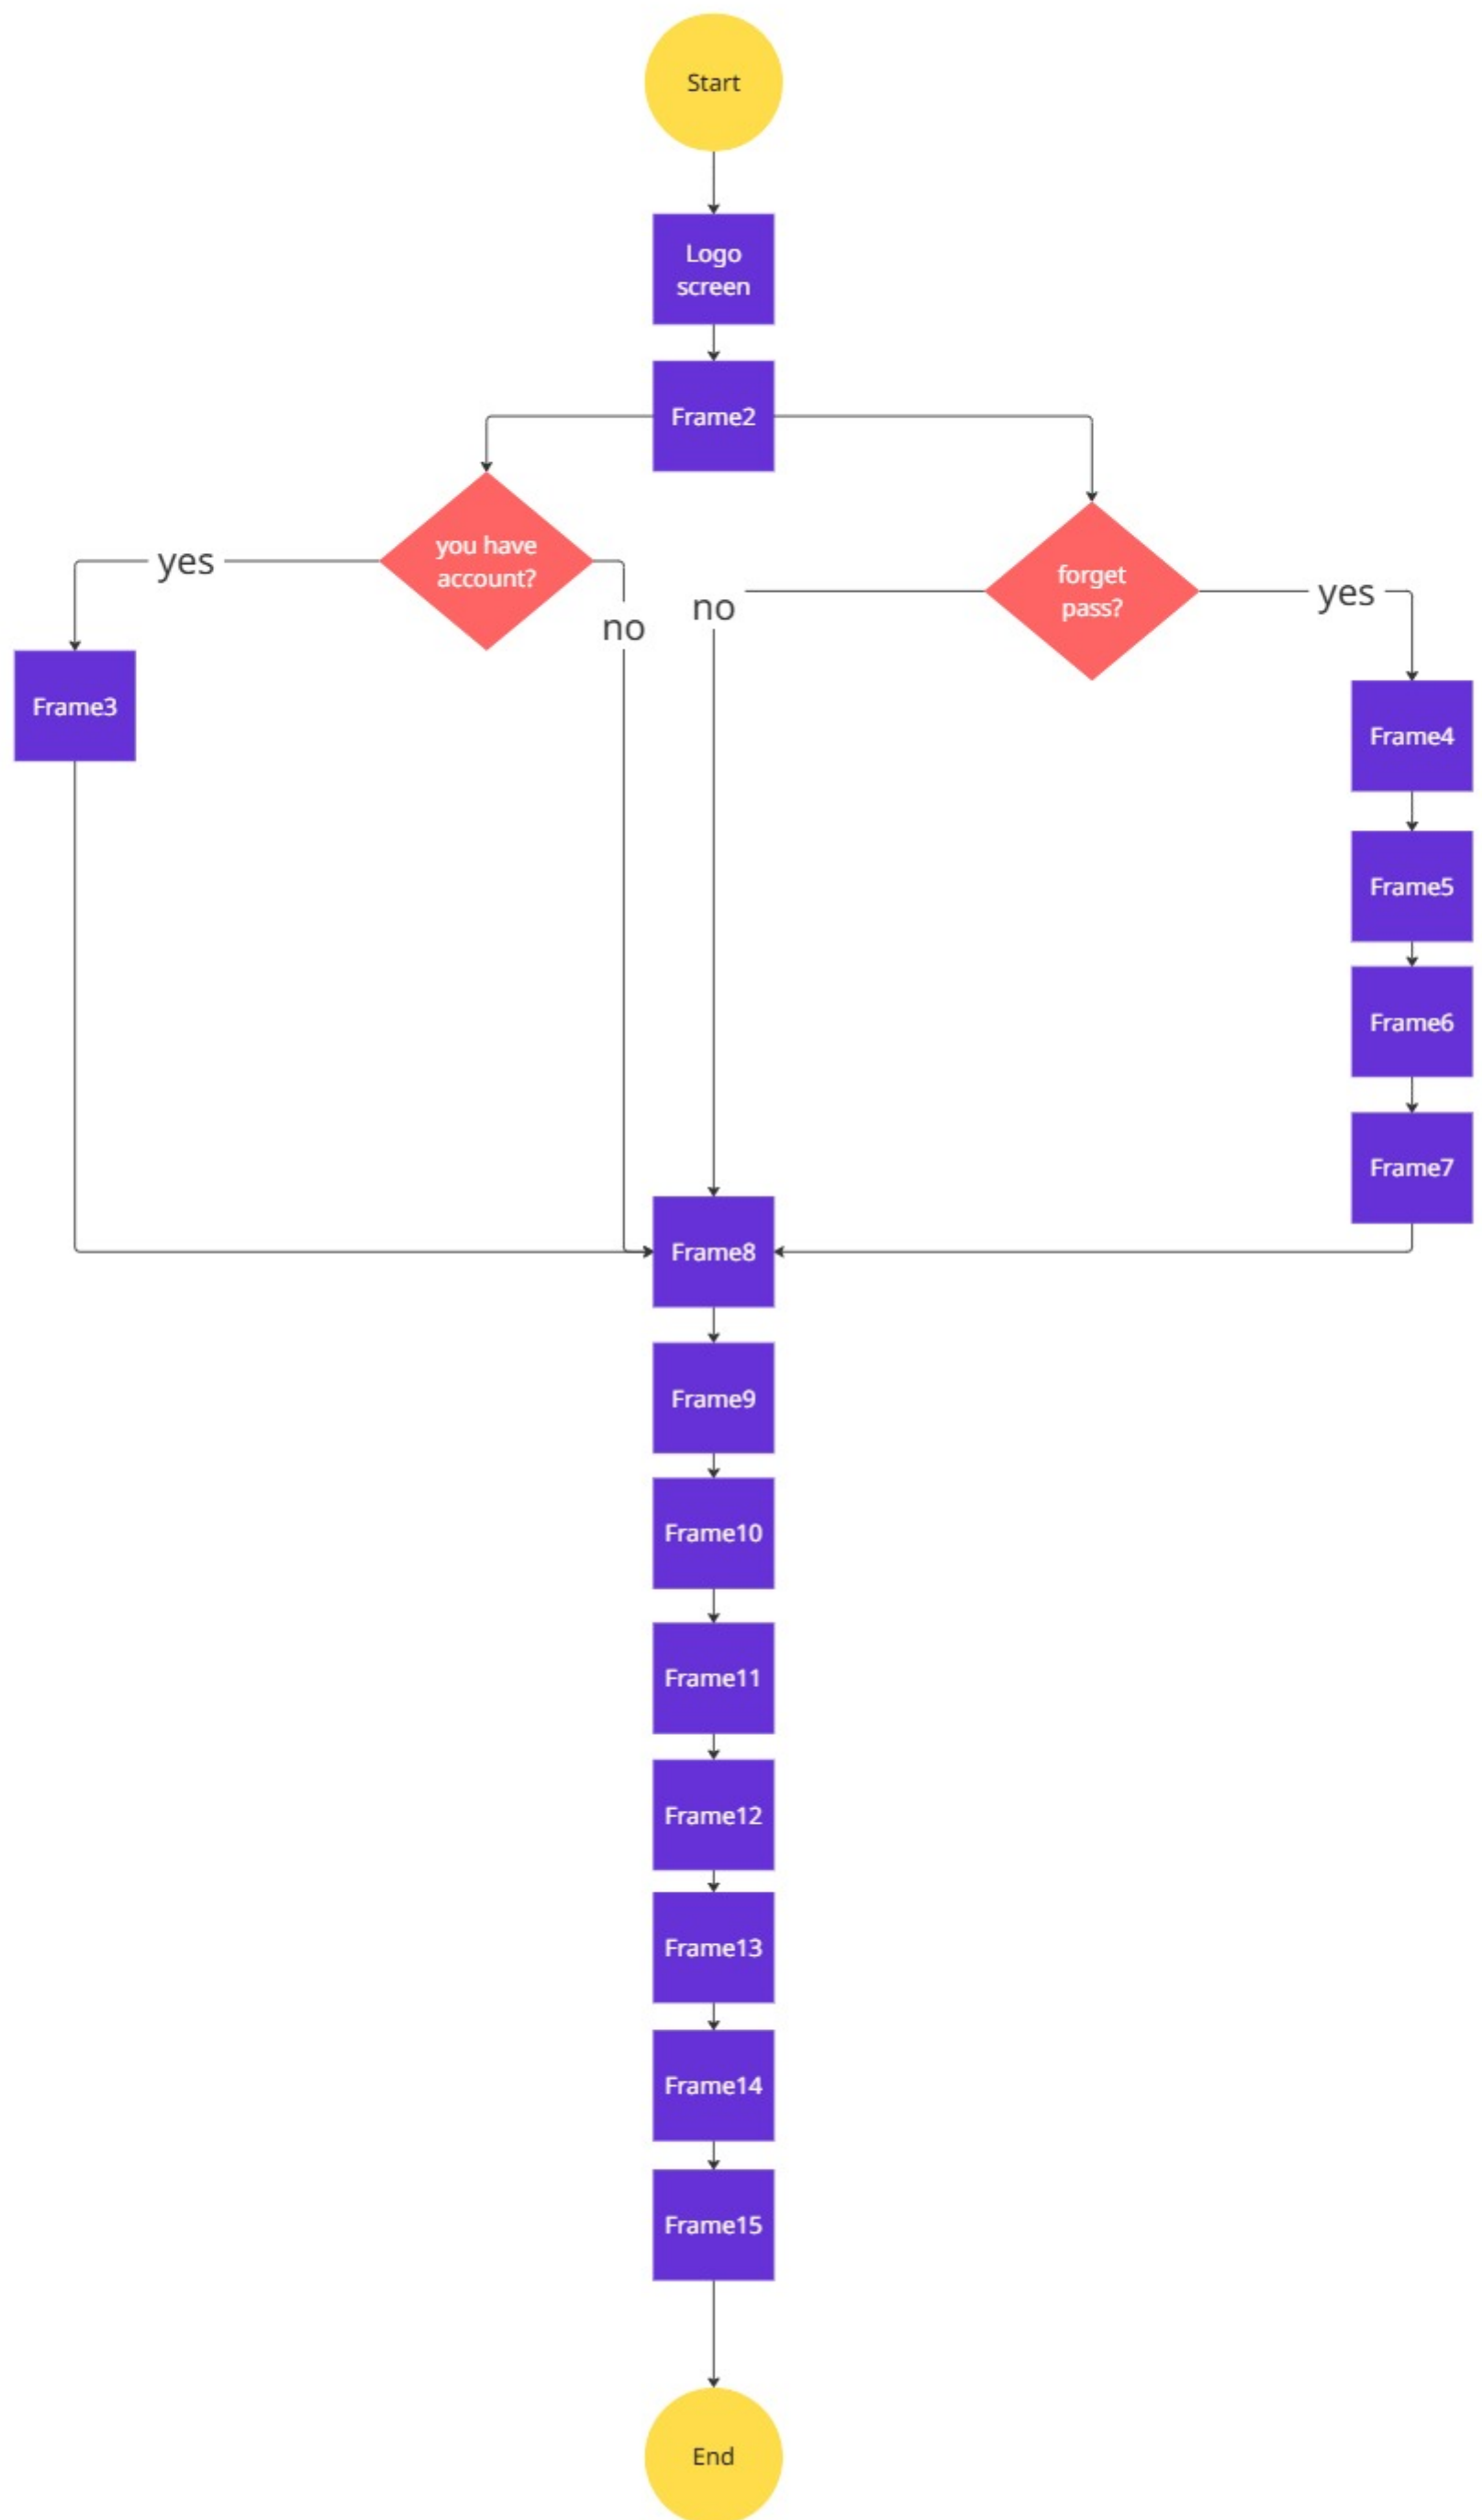 Start
Logo
screen
Frame2
you have
account?
yes
no
no
forget
pass?
yes
Frame3
Frame4
Frame5
Frame6
Frame7
Frame8
Frame9
Frame10
Frame11
Frame12
Frame13
Frame14
Frame15
End